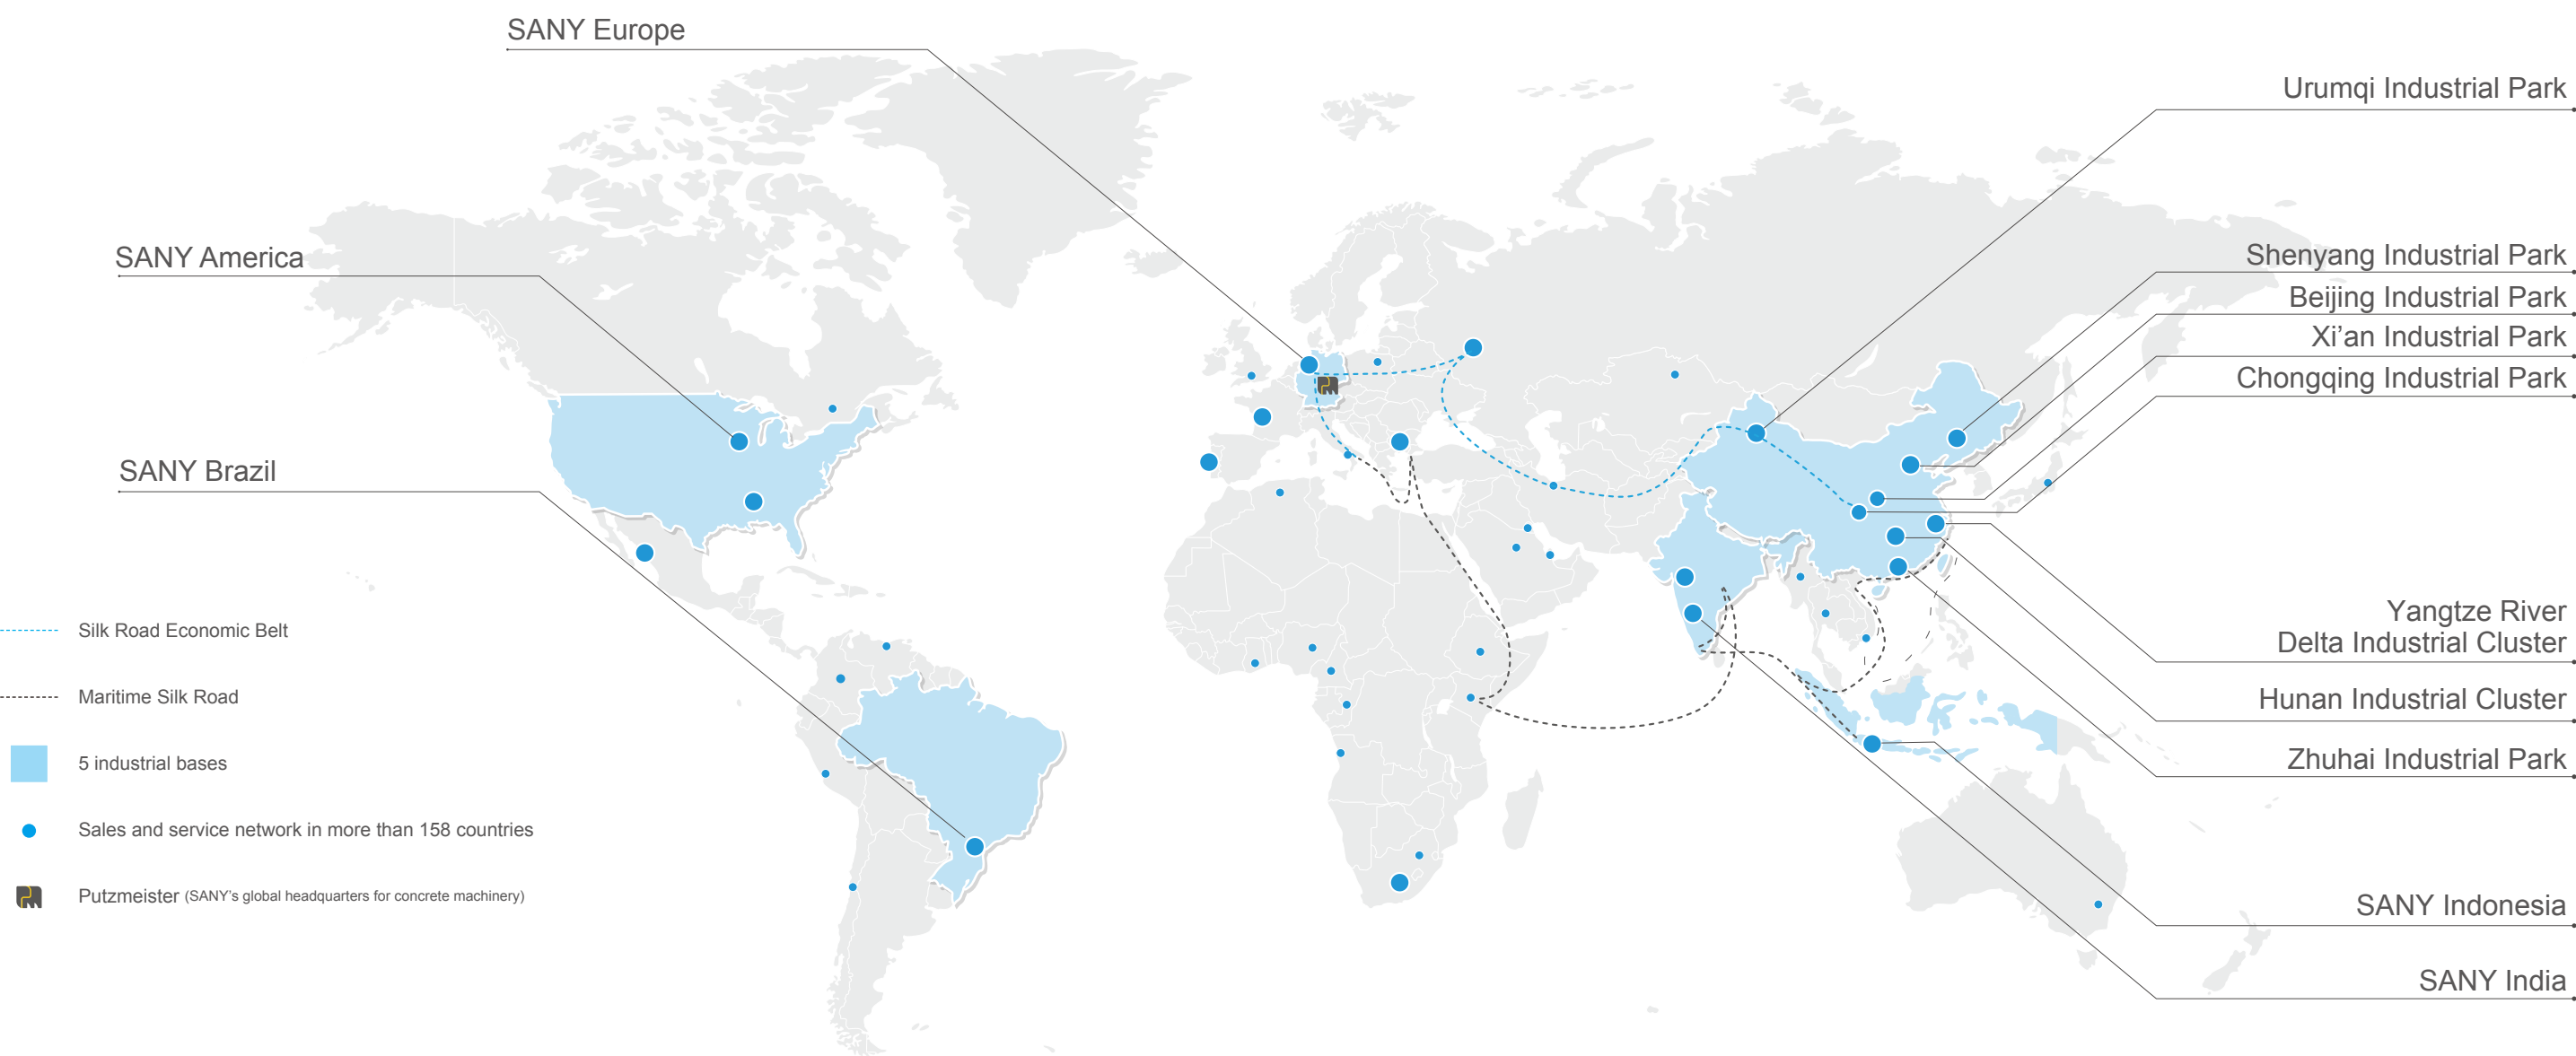 SANY Europe
SANY America
SANY Brazil
Silk Road Economic Belt
Maritime Silk Road
5 industrial bases
Sales and service network in more than 158 countries
Putzmeister (SANY’s global headquarters for concrete machinery)
Urumqi Industrial Park
Shenyang Industrial Park
Beijing Industrial Park
Xi’an Industrial Park
Chongqing Industrial Park
Yangtze River
Delta Industrial Cluster
Hunan Industrial Cluster
Zhuhai Industrial Park
SANY Indonesia
SANY India